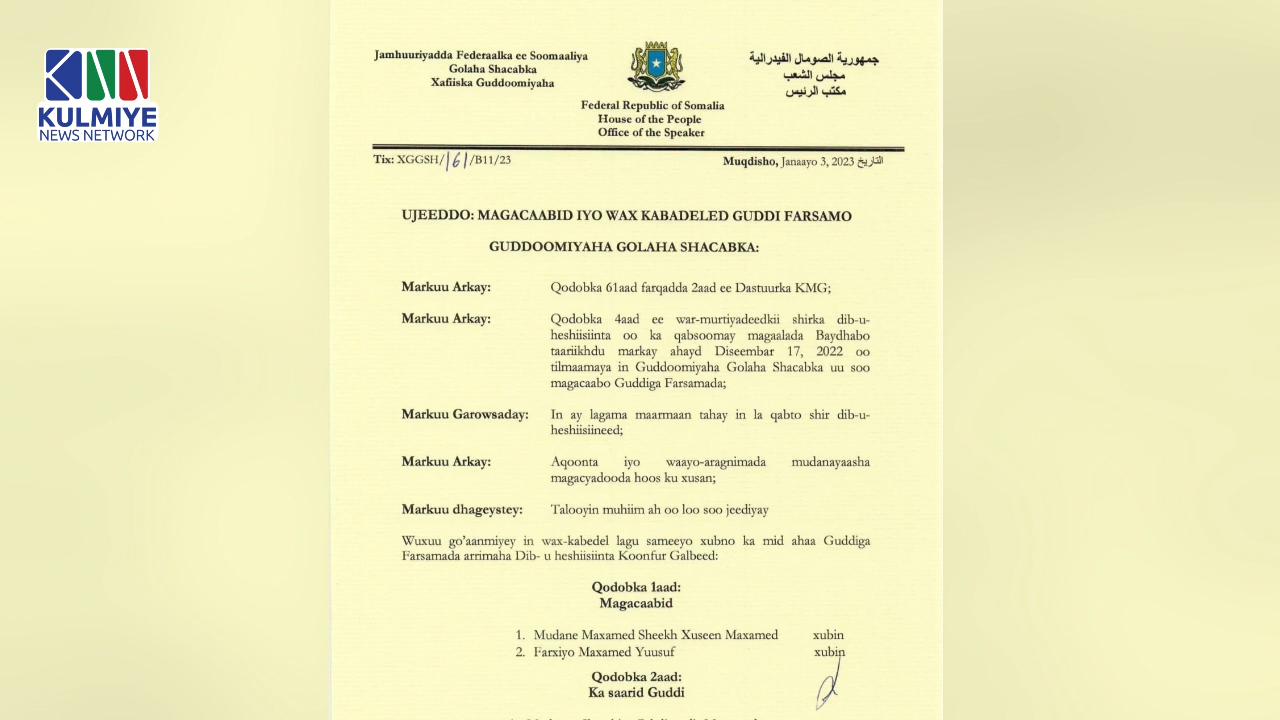 KNN
KULMIYE
NEWS NETWORK
Jamhuuriyadda Federaalka ee Soomaaliya
Golaha Shacabka
Xafiiska Guddoomiyaha
جمهورية الصومال الفيدرالية
مجلس الشعب
مكتب الرئيس
Federal Republic of Somalia
House of the People
Office of the Speaker
Tix: XGGSH/161/B11/23
Muqdisho, Janaayo 3, 2023 التاريخ
UJEEDDO: MAGACAABID IYO WAX KABADELED GUDDI FARSAMO
GUDDOOMIYAHA GOLAHA SHACABKA:
Markuu Arkay: Qodobka 61aad farqadda 2aad ee Dastuurka KMG;
Markuu Arkay: Qodobka 4aad ee war-murtiyadeedkii shirka dib-u-
heshiisiinta oo ka qabsoomay magaalada Baydhabo
taariikhdu markay ahayd Diseembar 17, 2022 oo
tilmaamaya in Guddoomiyaha Golaha Shacabka uu soo
magacaabo Guddiga Farsamada;
Markuu Garowsaday: In ay lagama maarmaan tahay in la qabto shir dib-u-
heshiisiineed;
Markuu Arkay: Aqoonta iyo waayo-aragnimada mudanayaasha
magacyadooda hoos ku xusan;
Markuu dhageystey: Talooyin muhiim ah oo loo soo jeediyay
Wuxuu go'aanmiyey in wax-kabedel lagu sameeyo xubno ka mid ahaa Guddiga
Farsamada arrimaha Dib- u heshiisiinta Koonfur Galbeed:
Qodobka 1aad:
Magacaabid
1. Mudane Maxamed Sheekh Xuseen Maxamed xubin
2. Farxiyo Maxamed Yuusuf xubin
Qodobka 2aad:
Ka saarid Guddi